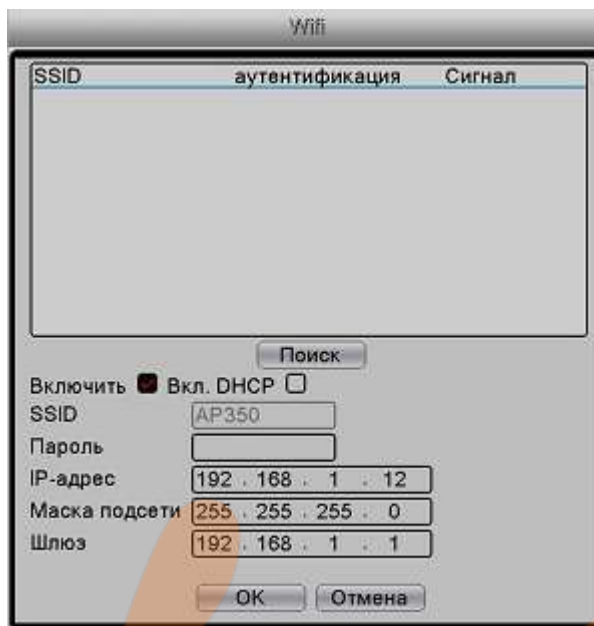 Wifi
SSID аутентификация Сигнал
Поиск
Включить Вкл. DHCP
SSID AP350
Пароль
IP-адрес 192 . 168 . 1 . 12
Маска подсети 255 . 255 . 255 . 0
Шлюз 192 . 168 . 1 . 1
OK Отмена